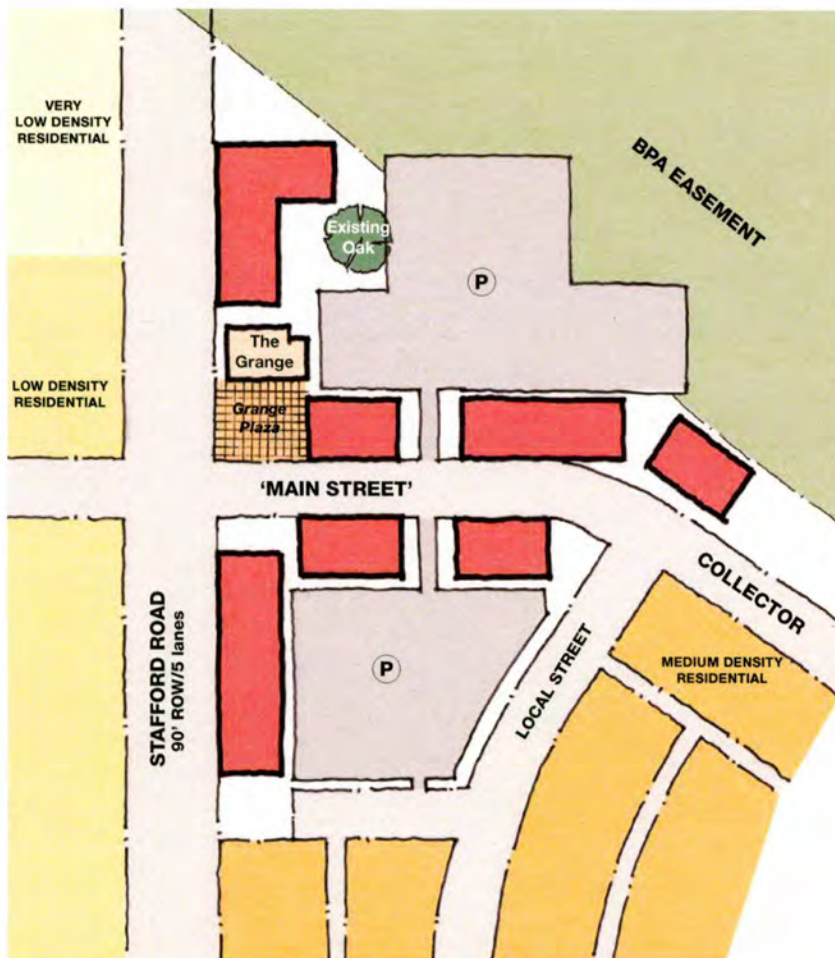 VERY
LOW DENSITY
RESIDENTIAL
BPA EASEMENT
Existing
Oak
P
The
Grange
LOW DENSITY
RESIDENTIAL
Grange
Plaza
'MAIN STREET'
COLLECTOR
STAFFORD ROAD
90' ROW/5 lanes
P
LOCAL STREET
MEDIUM DENSITY
RESIDENTIAL